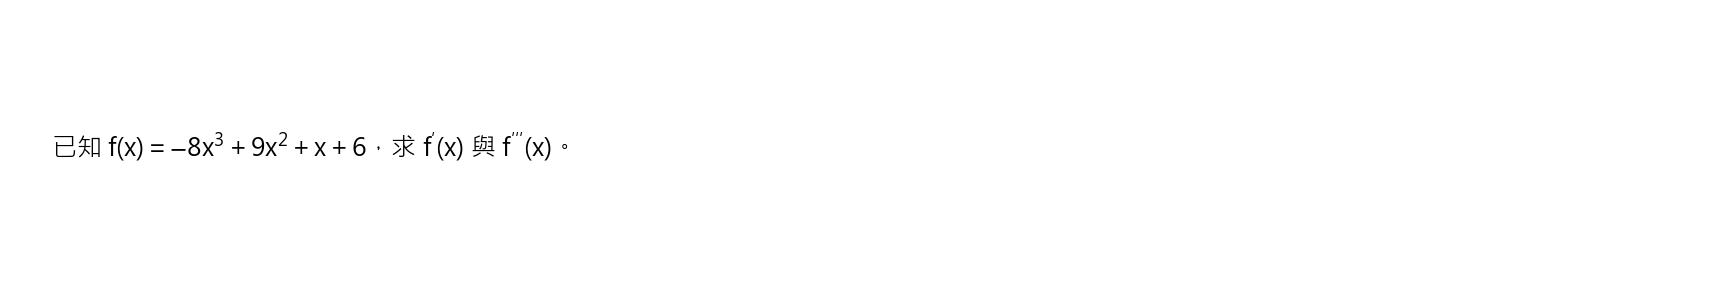 已知 f(x) = −8x³ + 9x² + x + 6，求 f′(x) 與 f′′′(x)。